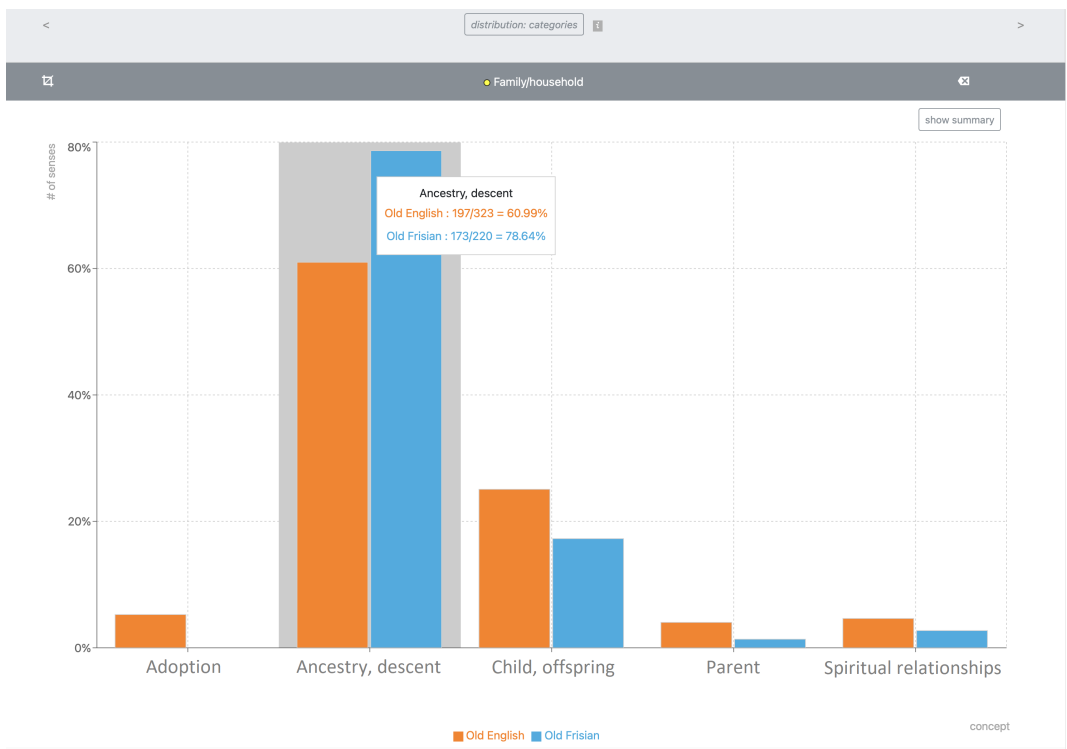 <
distribution: categories
i
>
Family/household
show summary
# of senses
80%
60%
40%
20%
0%
Ancestry, descent
Old English : 197/323 = 60.99%
Old Frisian : 173/220 = 78.64%
Adoption
Ancestry, descent
Child, offspring
Parent
Spiritual relationships
concept
Old English
Old Frisian